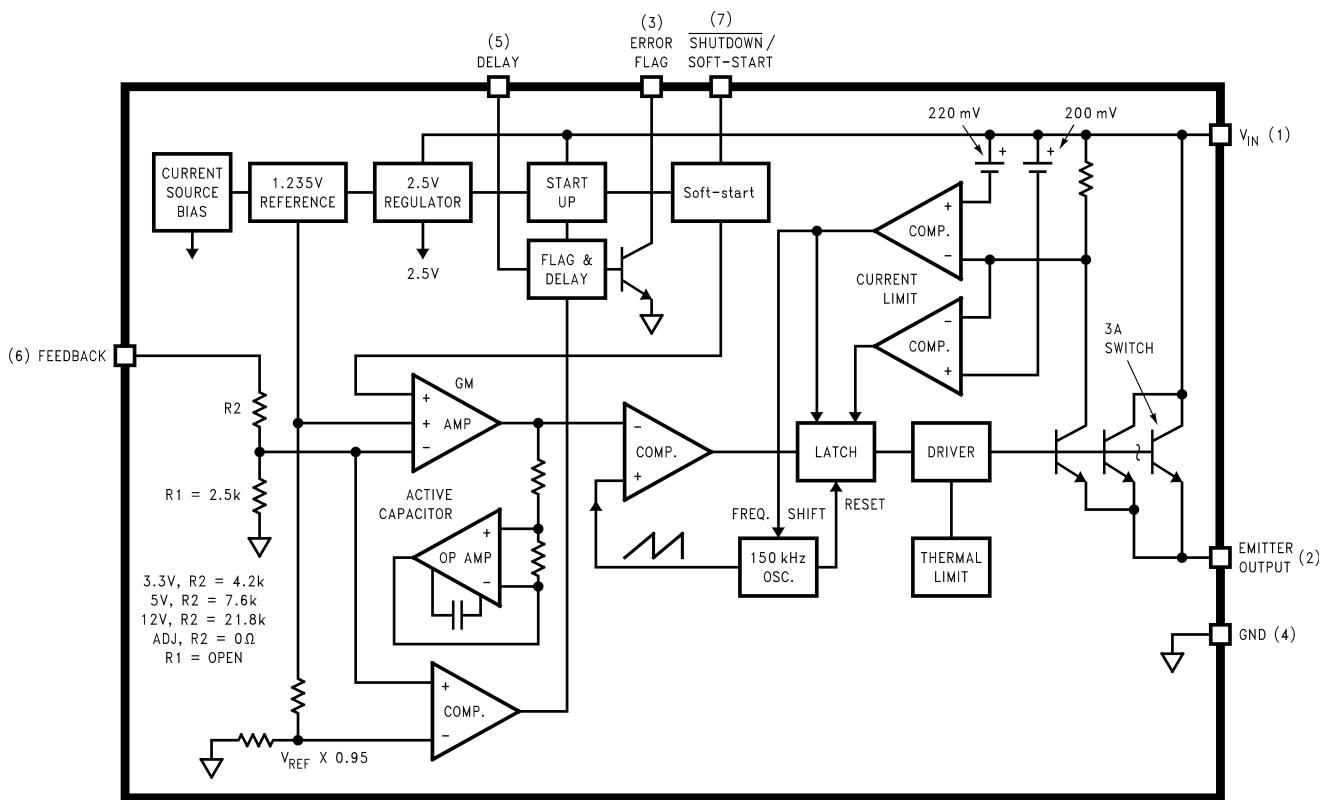 (5)
DELAY
(3)
ERROR
FLAG
(7)
SHUTDOWN /
SOFT-START
220 mV
200 mV
+
+
V_IN (1)
CURRENT
SOURCE
BIAS
1.235V
REFERENCE
2.5V
REGULATOR
START
UP
Soft-start
2.5V
FLAG &
DELAY
+
COMP.
-
CURRENT
LIMIT
-
COMP.
+
3A
SWITCH
(6) FEEDBACK
R2
R1 = 2.5k
GM
AMP
+
+
-
-
COMP.
+
LATCH
DRIVER
ACTIVE
CAPACITOR
+
OP AMP
-
FREQ. SHIFT
RESET
150 kHz
OSC.
THERMAL
LIMIT
EMITTER
OUTPUT (2)
GND (4)
3.3V, R2 = 4.2k
5V, R2 = 7.6k
12V, R2 = 21.8k
ADJ, R2 = 0Ω
R1 = OPEN
+
COMP.
-
V_REF X 0.95